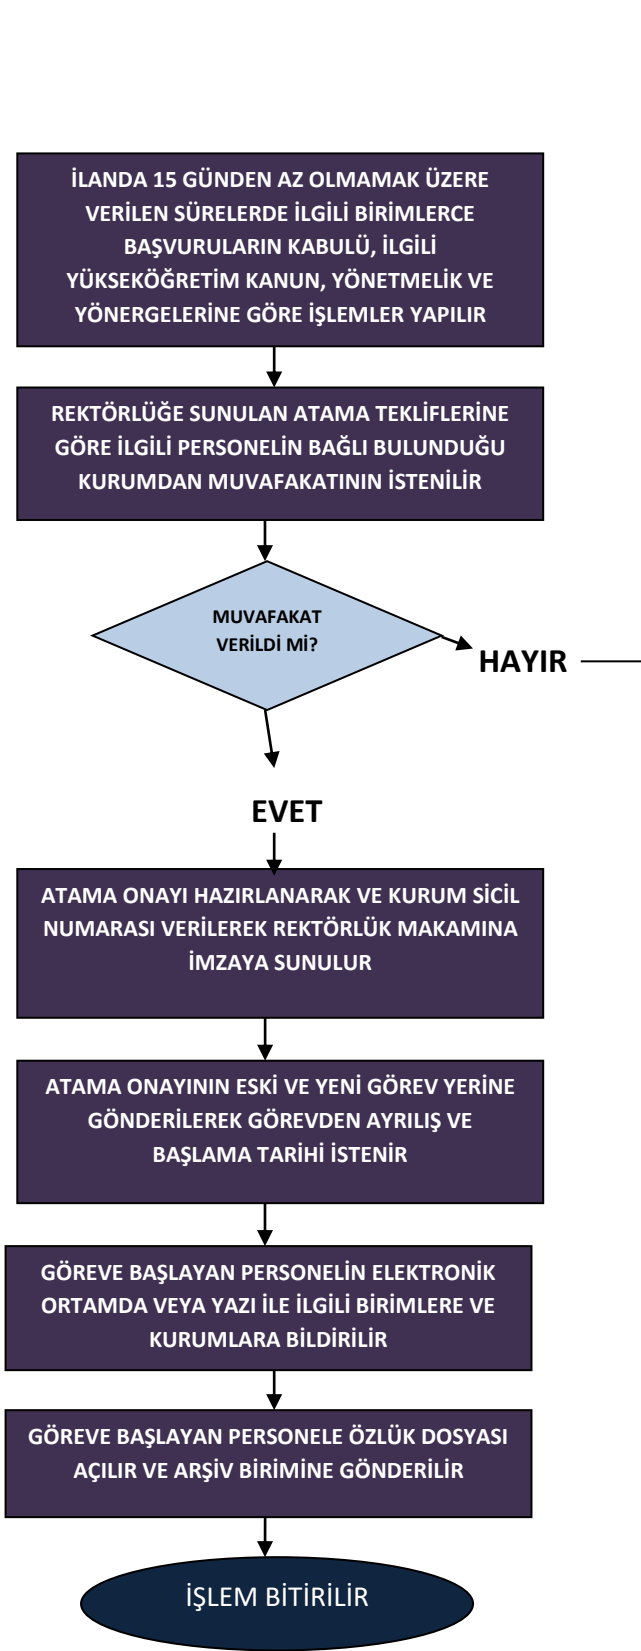 İLANDA 15 GÜNDEN AZ OLMAMAK ÜZERE
VERİLEN SÜRELERDE İLGİLİ BİRİMLERCE
BAŞVURULARIN KABULÜ, İLGİLİ
YÜKSEKÖĞRETİM KANUN, YÖNETMELİK VE
YÖNERGELERİNE GÖRE İŞLEMLER YAPILIR
REKTÖRLÜĞE SUNULAN ATAMA TEKLİFLERİNE
GÖRE İLGİLİ PERSONELİN BAĞLI BULUNDUĞU
KURUMDAN MUVAFAKATININ İSTENİLİR
MUVAFAKAT
VERİLDİ Mİ?
HAYIR
EVET
ATAMA ONAYI HAZIRLANARAK VE KURUM SİCİL
NUMARASI VERİLEREK REKTÖRLÜK MAKAMINA
İMZAYA SUNULUR
ATAMA ONAYININ ESKİ VE YENİ GÖREV YERİNE
GÖNDERİLEREK GÖREVDEN AYRILIŞ VE
BAŞLAMA TARİHİ İSTENİR
GÖREVE BAŞLAYAN PERSONELİN ELEKTRONİK
ORTAMDA VEYA YAZI İLE İLGİLİ BİRİMLERE VE
KURUMLARA BİLDİRİLİR
GÖREVE BAŞLAYAN PERSONELE ÖZLÜK DOSYASI
AÇILIR VE ARŞİV BİRİMİNE GÖNDERİLİR
İŞLEM BİTİRİLİR